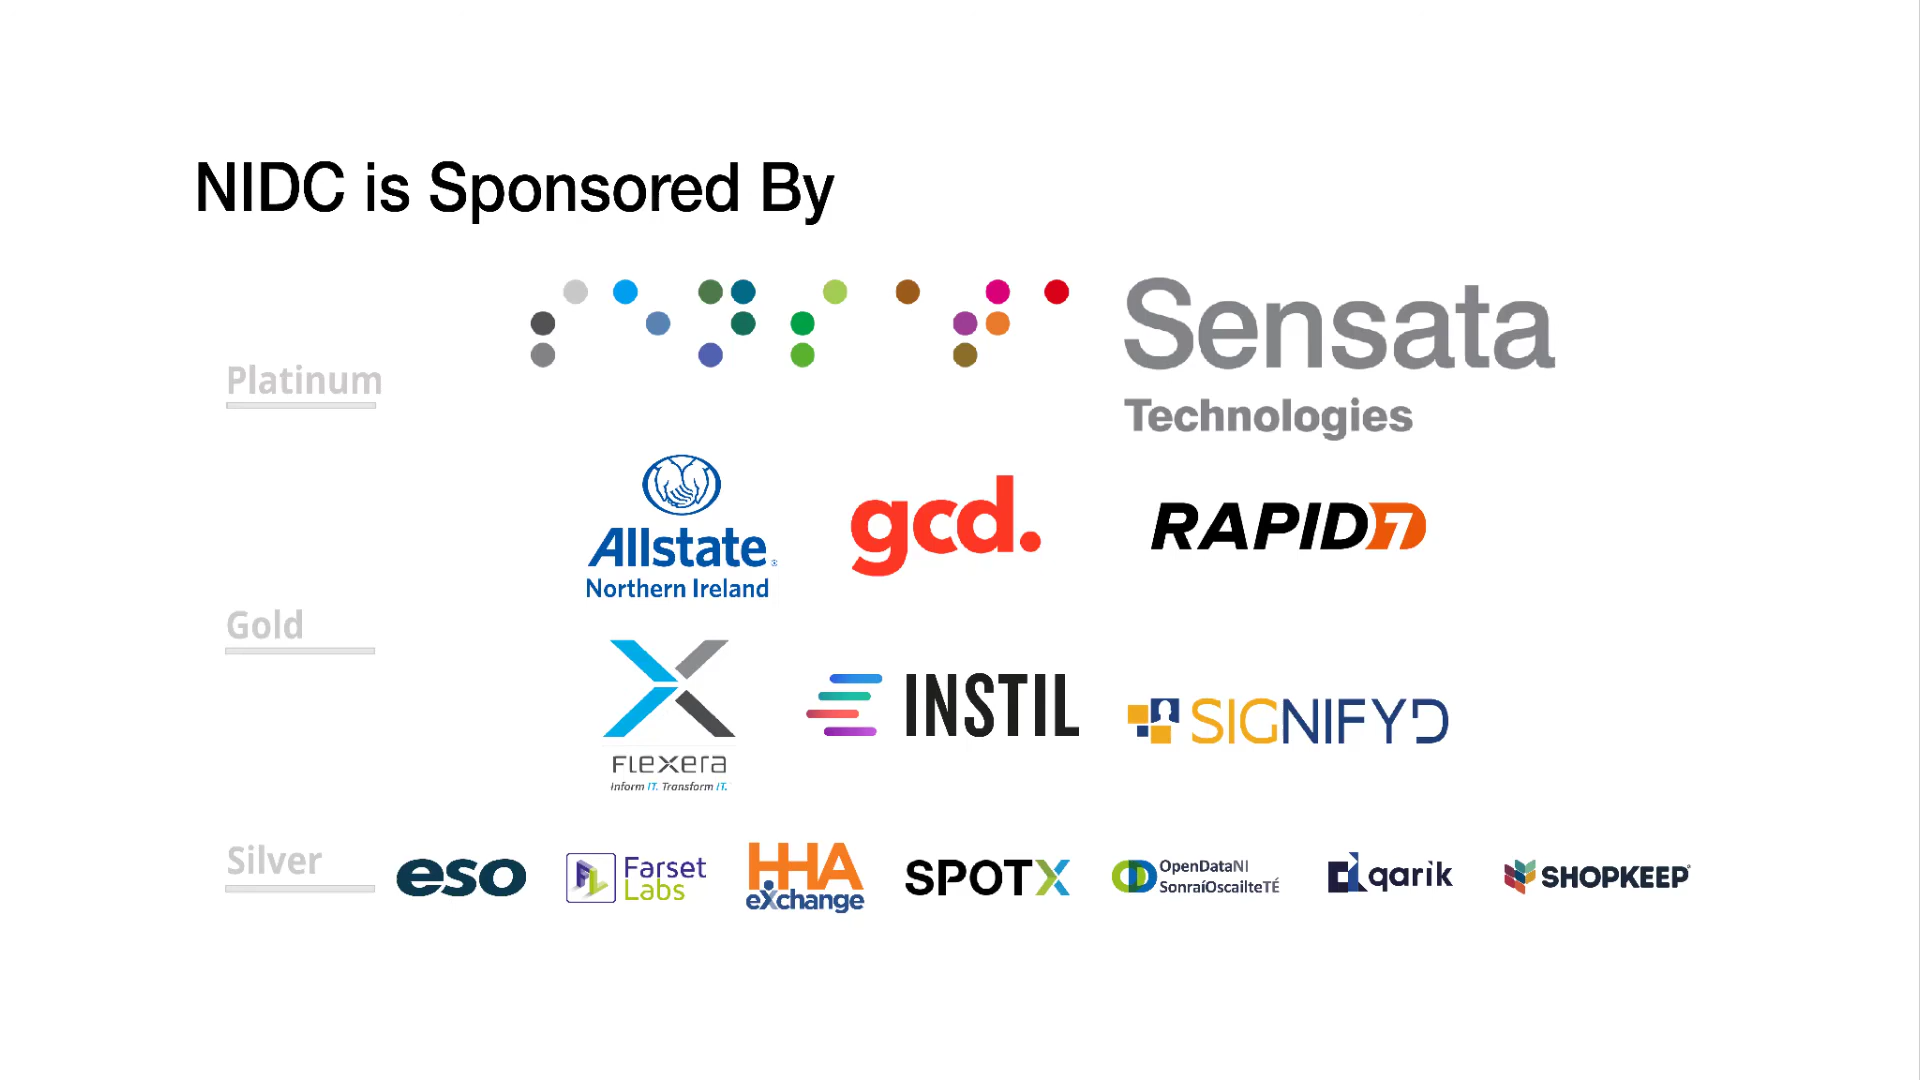 NIDC is Sponsored By
Platinum
Sensata
Technologies
Gold
Allstate®
Northern Ireland
gcd.
RAPID7
FLEXERA
Inform IT. Transform IT.
INSTIL
SIGNIFYD
Silver
eso
Farset
Labs
HHA
eXchange
SPOTX
OpenDataNI
SonraíOscailteTÉ
qarik
SHOPKEEP